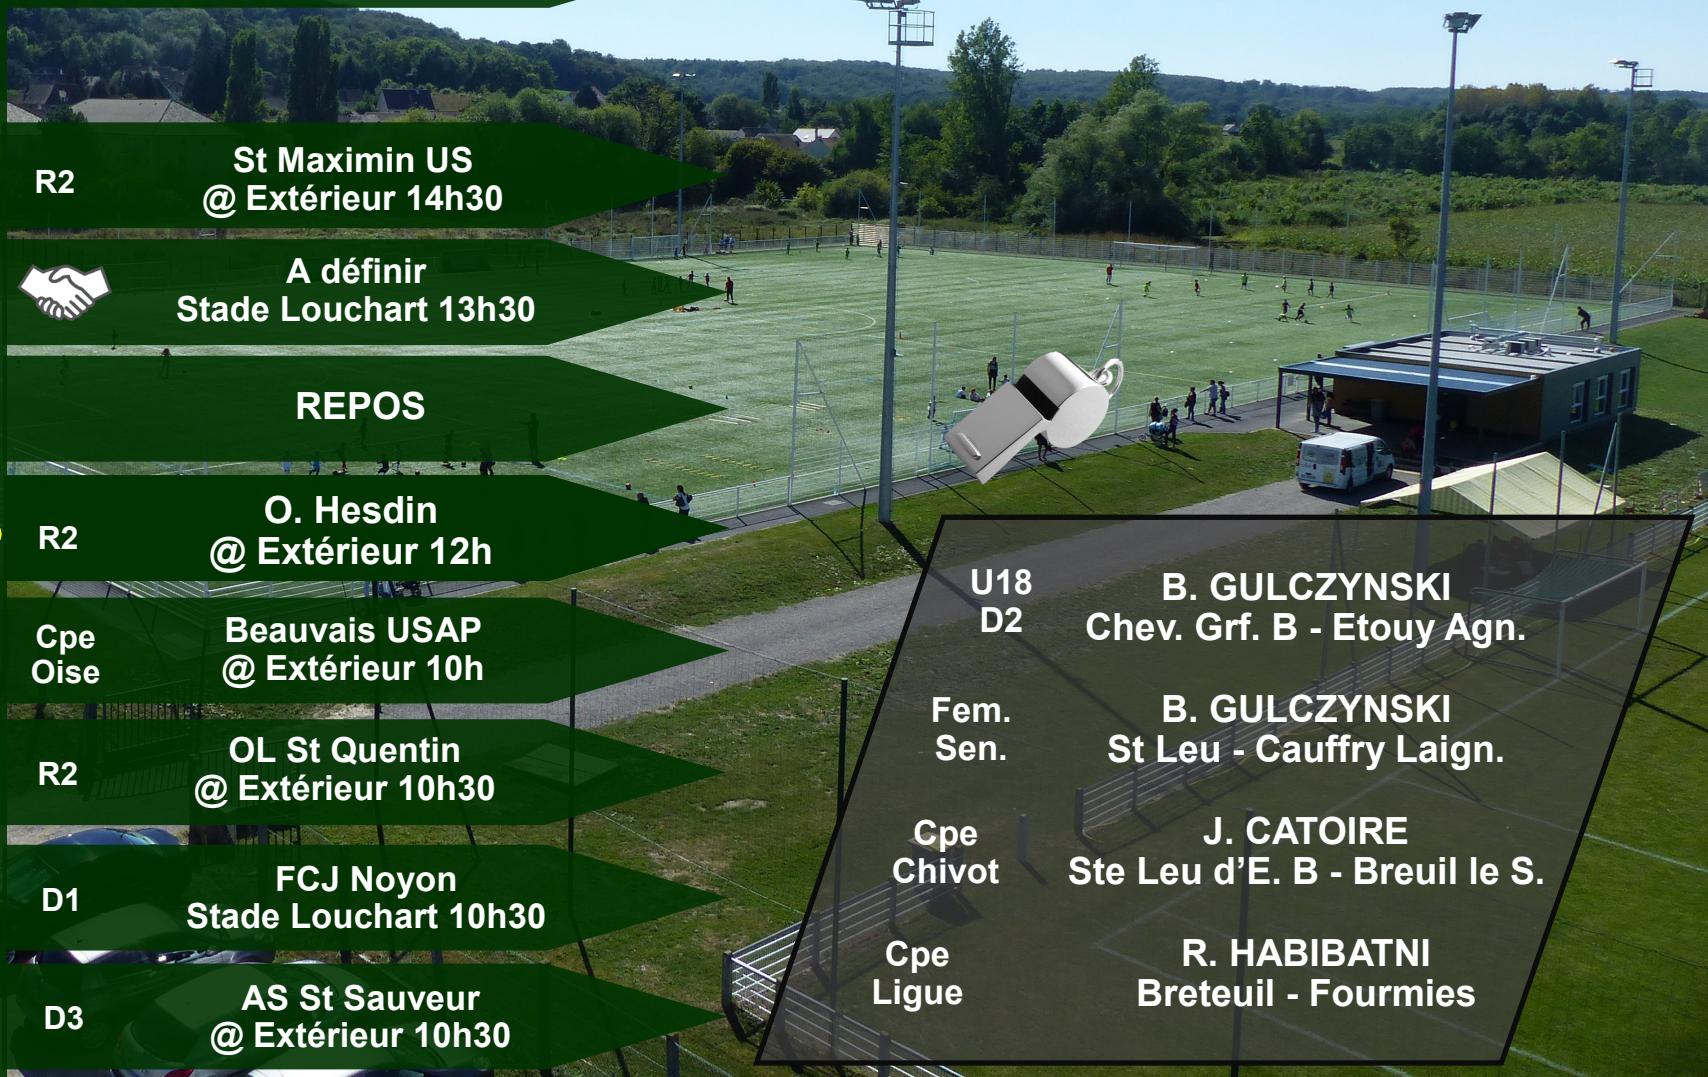 R2
St Maximin US
@ Extérieur 14h30
A définir
Stade Louchart 13h30
REPOS
R2
O. Hesdin
@ Extérieur 12h
Cpe
Oise
Beauvais USAP
@ Extérieur 10h
R2
OL St Quentin
@ Extérieur 10h30
D1
FCJ Noyon
Stade Louchart 10h30
D3
AS St Sauveur
@ Extérieur 10h30
U18
D2
B. GULCZYNSKI
Chev. Grf. B - Etouy Agn.
Fem.
Sen.
B. GULCZYNSKI
St Leu - Cauffry Laign.
Cpe
Chivot
J. CATOIRE
Ste Leu d’E. B - Breuil le S.
Cpe
Ligue
R. HABIBATNI
Breteuil - Fourmies